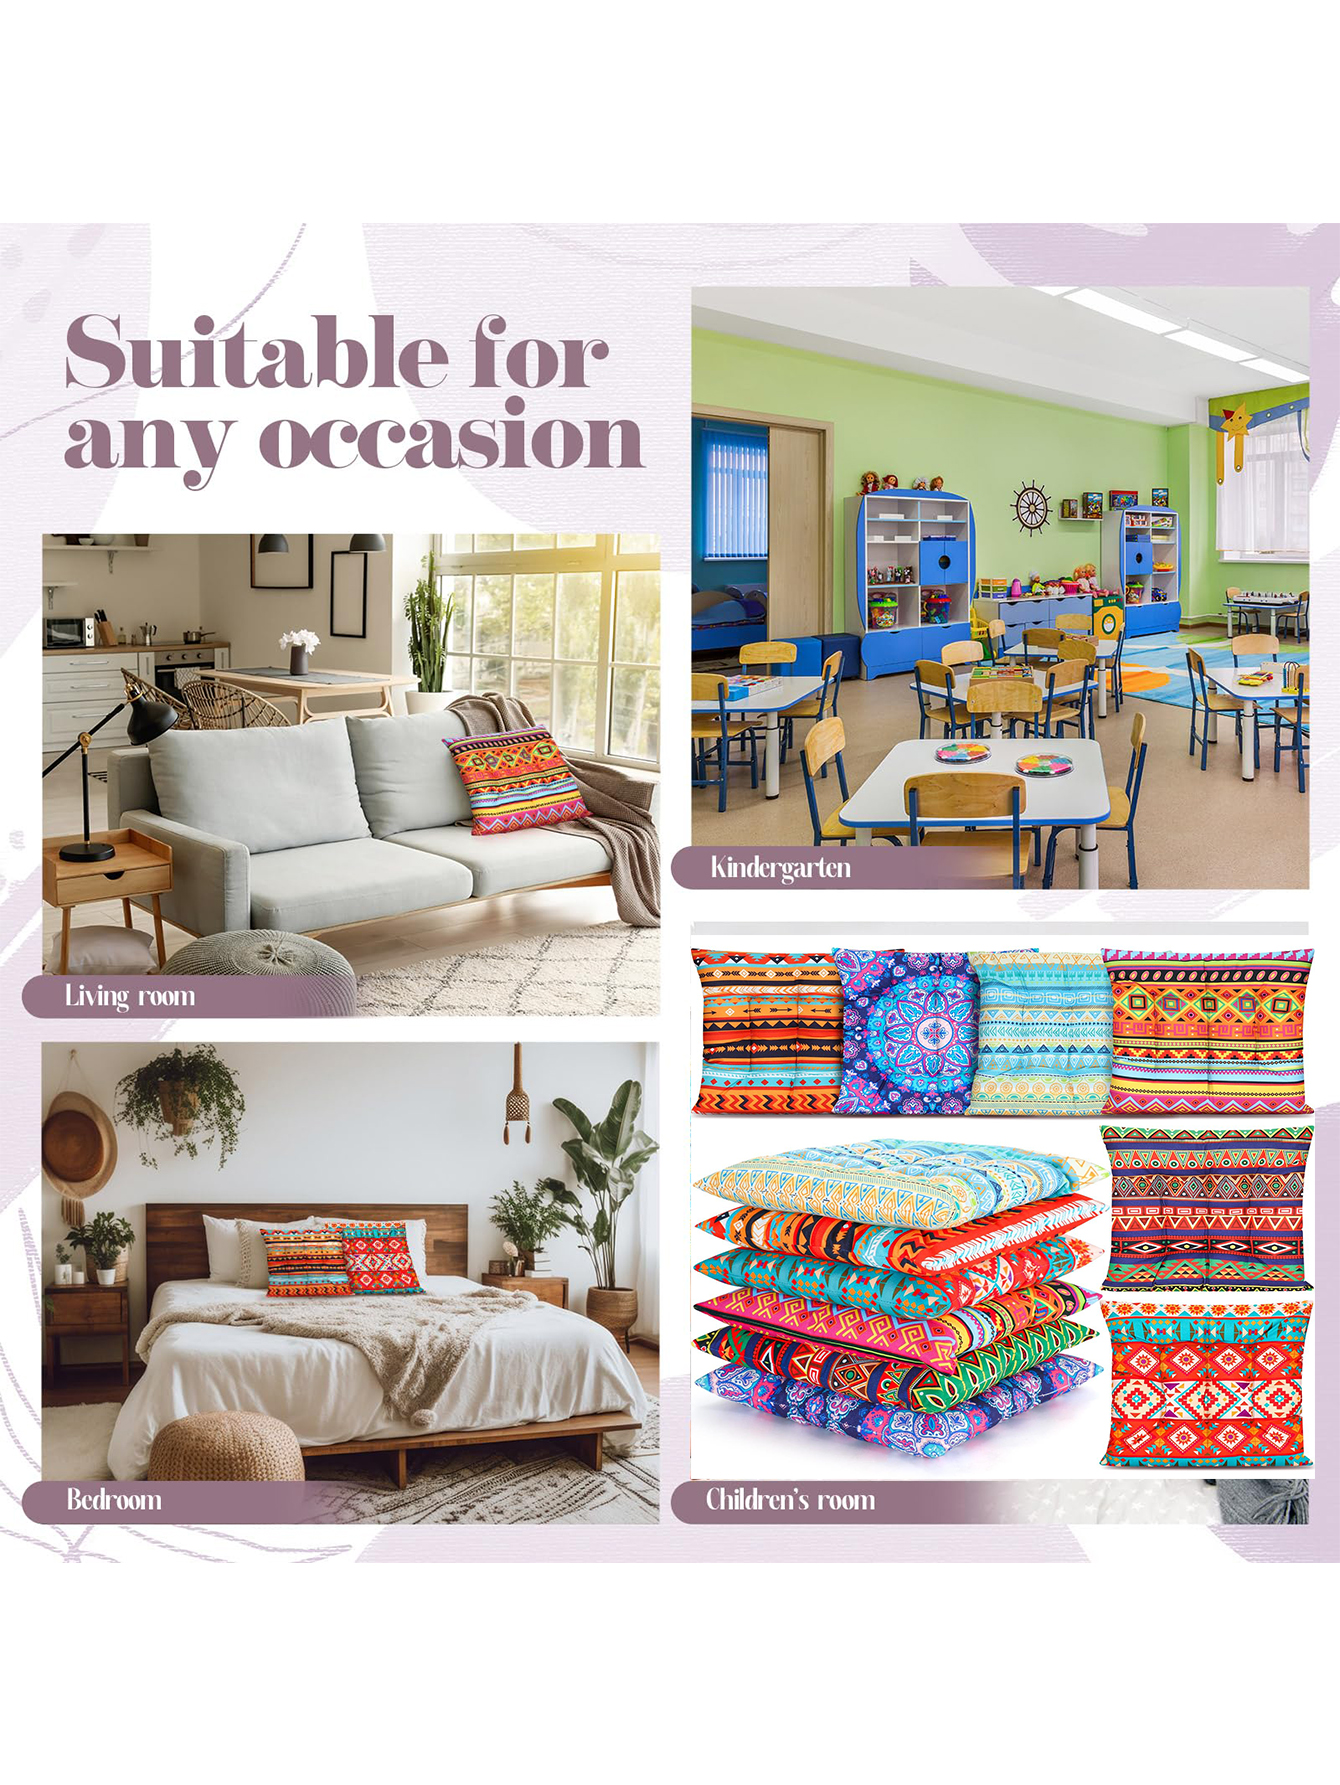 Suitable for
any occasion
Kindergarten
Living room
Bedroom
Children's room